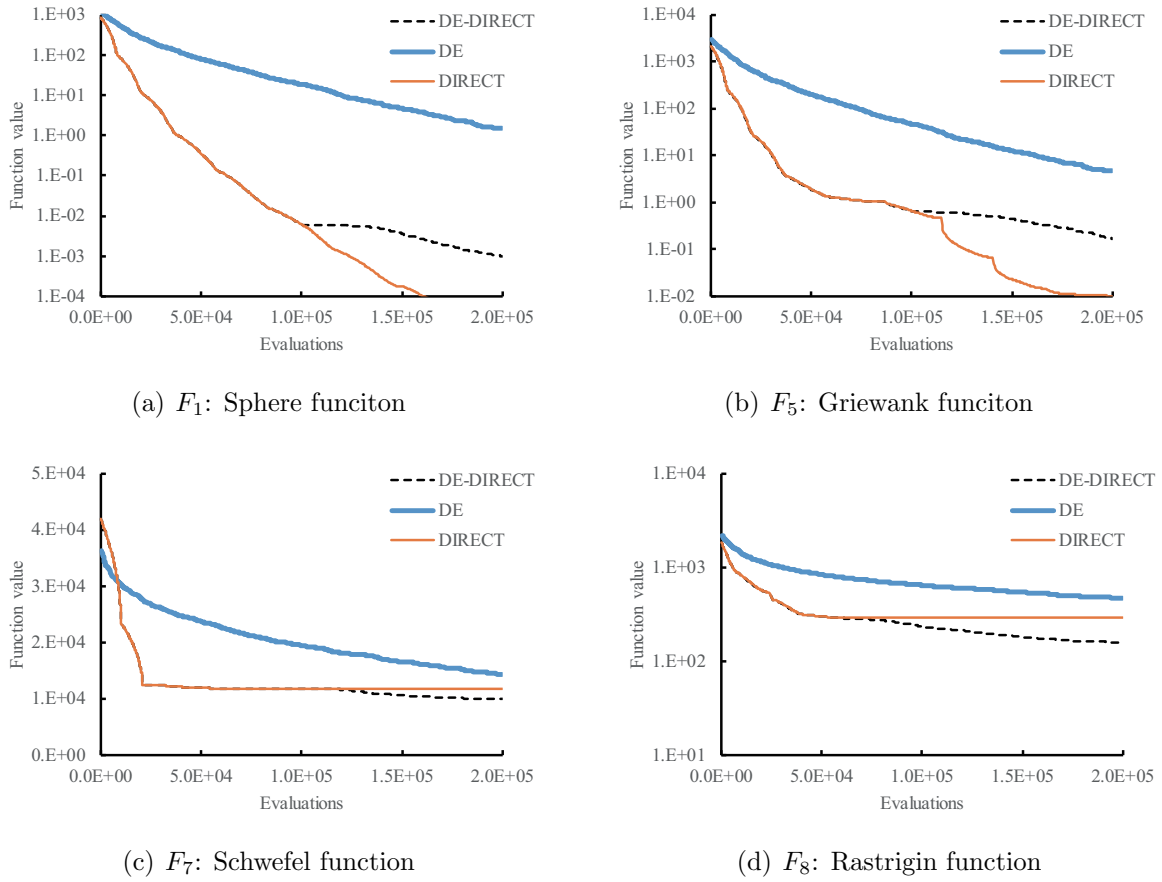 1.E+03
1.E+02
1.E+01
1.E+00
1.E-01
1.E-02
1.E-03
1.E-04
Function value
0.0E+00 5.0E+04 1.0E+05 1.5E+05 2.0E+05
Evaluations
DE-DIRECT
DE
DIRECT
(a) F1: Sphere funciton
1.E+04
1.E+03
1.E+02
1.E+01
1.E+00
1.E-01
1.E-02
Function value
0.0E+00 5.0E+04 1.0E+05 1.5E+05 2.0E+05
Evaluations
DE-DIRECT
DE
DIRECT
(b) F5: Griewank funciton
5.E+04
4.E+04
3.E+04
2.E+04
1.E+04
0.E+00
Function value
0.0E+00 5.0E+04 1.0E+05 1.5E+05 2.0E+05
Evaluations
DE-DIRECT
DE
DIRECT
(c) F7: Schwefel function
1.E+04
1.E+03
1.E+02
1.E+01
Function value
0.0E+00 5.0E+04 1.0E+05 1.5E+05 2.0E+05
Evaluations
DE-DIRECT
DE
DIRECT
(d) F8: Rastrigin function